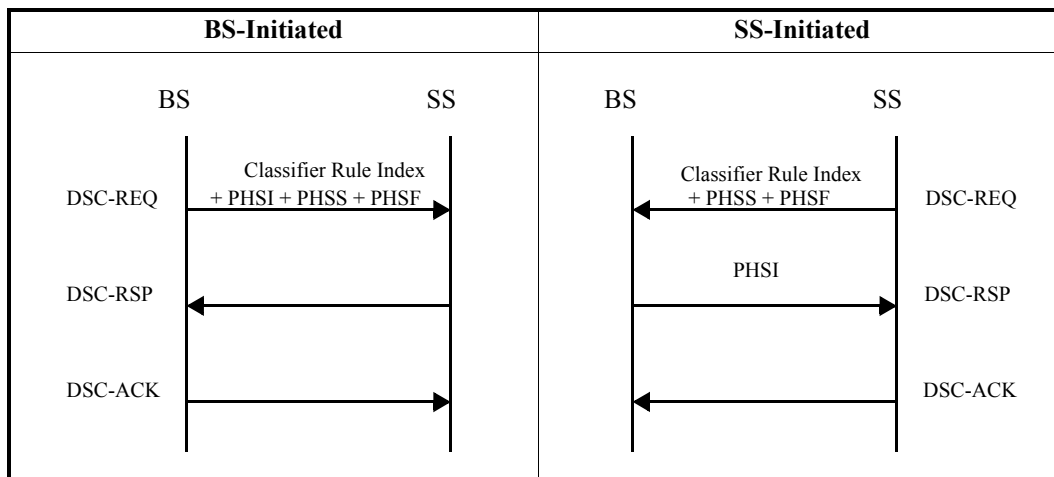 BS-Initiated
SS-Initiated
BS
SS
Classifier Rule Index
DSC-REQ
+ PHSI + PHSS + PHSF
DSC-RSP
DSC-ACK
BS
SS
Classifier Rule Index
+ PHSS + PHSF
DSC-REQ
PHSI
DSC-RSP
DSC-ACK